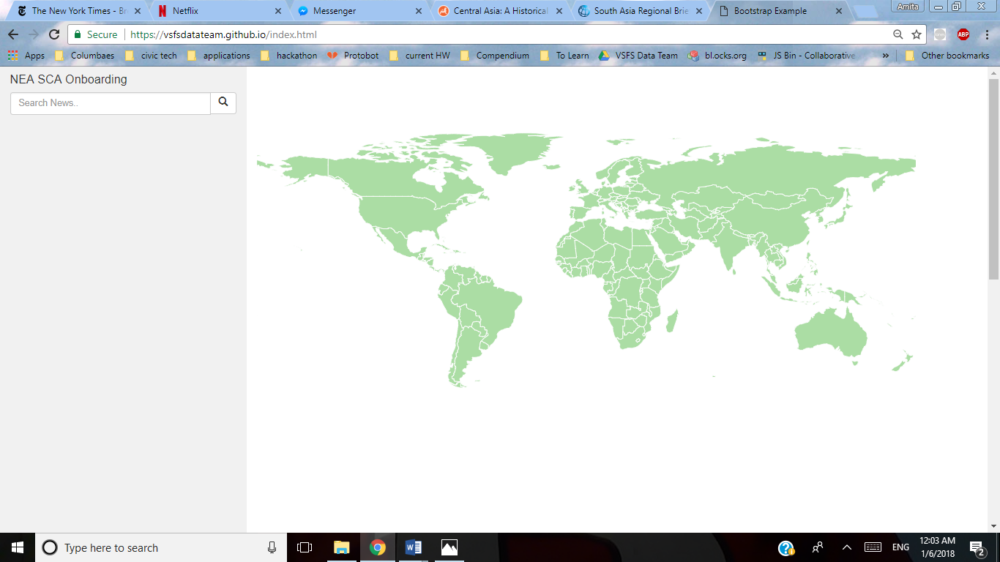 The New York Times - Br
Netflix
Messenger
Central Asia: A Historical
South Asia Regional Brie
Bootstrap Example
Amita
Secure
https://vsfsdatateam.github.io/index.html
ABP
Apps
Columbaes
civic tech
applications
hackathon
Protobot
current HW
Compendium
To Learn
VSFS Data Team
bl.ocks.org
JS Bin - Collaborative
»
Other bookmarks
NEA SCA Onboarding
Search News..
Type here to search
ENG
12:03 AM
1/6/2018
2